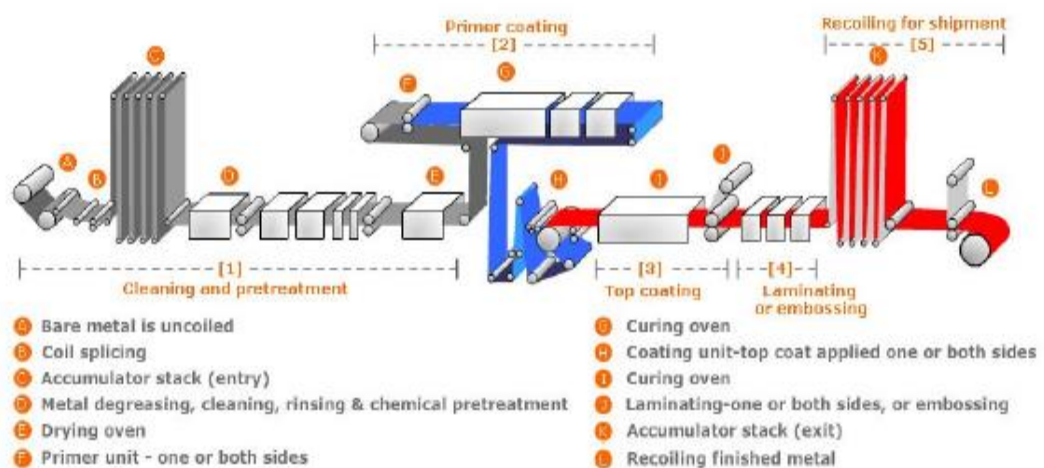 Primer coating
[2]
Recoiling for shipment
[5]
C
G
K
F
A
B
D
E
H
I
J
L
[1]
Cleaning and pretreatment
[3]
Top coating
[4]
Laminating
or embossing
A Bare metal is uncoiled
B Coil splicing
C Accumulator stack (entry)
D Metal degreasing, cleaning, rinsing & chemical pretreatment
E Drying oven
F Primer unit - one or both sides
G Curing oven
H Coating unit-top coat applied one or both sides
I Curing oven
J Laminating-one or both sides, or embossing
K Accumulator stack (exit)
L Recoiling finished metal